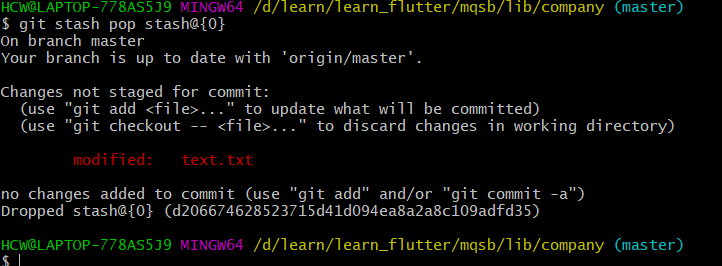 HCW@LAPTOP-778AS5J9 MINGW64 /d/learn/learn_flutter/mqsb/lib/company (master)
$ git stash pop stash@{0}
On branch master
Your branch is up to date with 'origin/master'.
Changes not staged for commit:
(use "git add <file>..." to update what will be committed)
(use "git checkout -- <file>..." to discard changes in working directory)
modified: text.txt
no changes added to commit (use "git add" and/or "git commit -a")
Dropped stash@{0} (d206674628523715d41d094ea8a2a8c109adfd35)
HCW@LAPTOP-778AS5J9 MINGW64 /d/learn/learn_flutter/mqsb/lib/company (master)
$